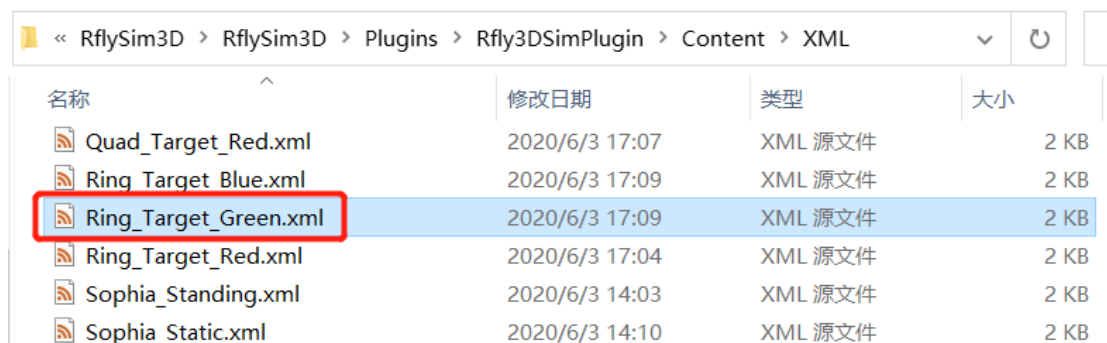 « RflySim3D > RflySim3D > Plugins > Rfly3DSimPlugin > Content > XML
名称 修改日期 类型 大小
Quad_Target_Red.xml 2020/6/3 17:07 XML 源文件 2 KB
Ring_Target_Blue.xml 2020/6/3 17:09 XML 源文件 2 KB
Ring_Target_Green.xml 2020/6/3 17:09 XML 源文件 2 KB
Ring_Target_Red.xml 2020/6/3 17:04 XML 源文件 2 KB
Sophia_Standing.xml 2020/6/3 14:03 XML 源文件 2 KB
Sophia_Static.xml 2020/6/3 14:10 XML 源文件 2 KB